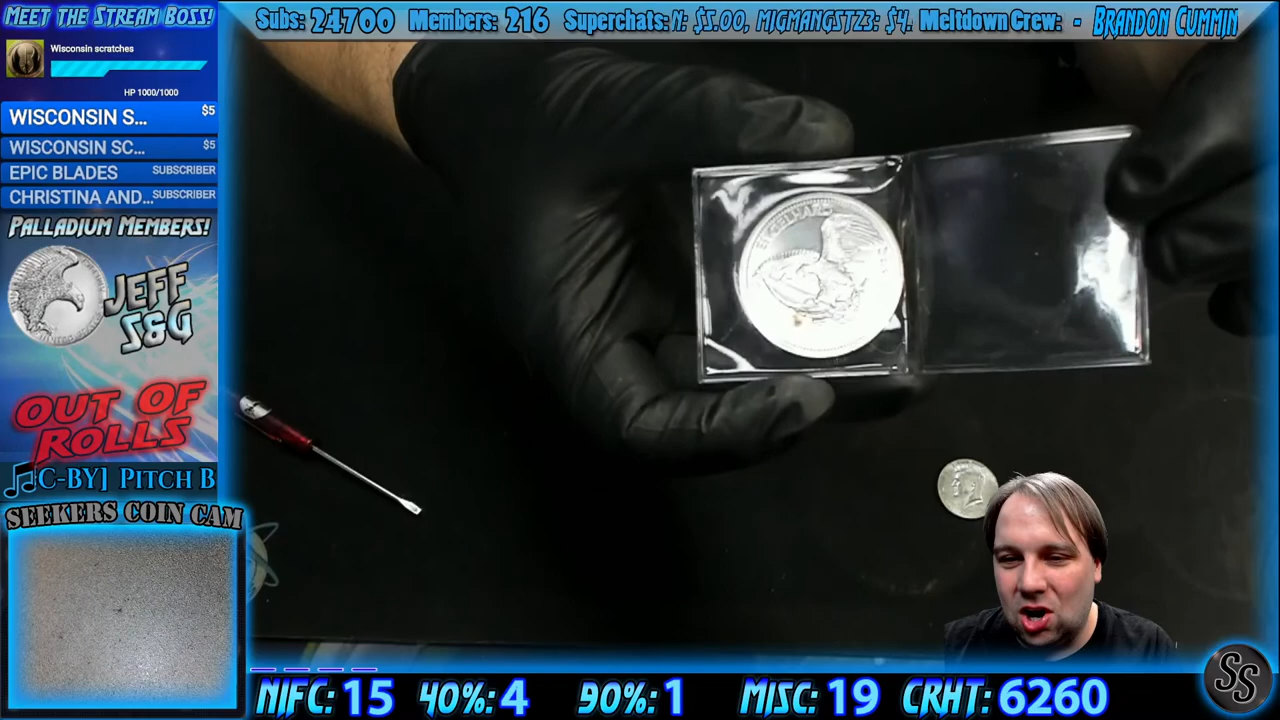 MEET THE STREAM BOSS!
Subs: 24700 Members: 216 Superchats: N: $5.00, MIGMANGST23: $4. Meltdown Crew: - BRANDON CUMMIN
Wisconsin scratches
HP 1000/1000
WISCONSIN S... $5
WISCONSIN SC... $5
EPIC BLADES SUBSCRIBER
CHRISTINA AND... SUBSCRIBER
PALLADIUM MEMBERS!
JEFF
S&G
OUT OF
ROLLS
C-BY] PITCH B
SEEKERS COIN CAM
ENGELHARD
NIFC: 15 40%: 4 90%: 1 MISC: 19 CRHT: 6260
SS